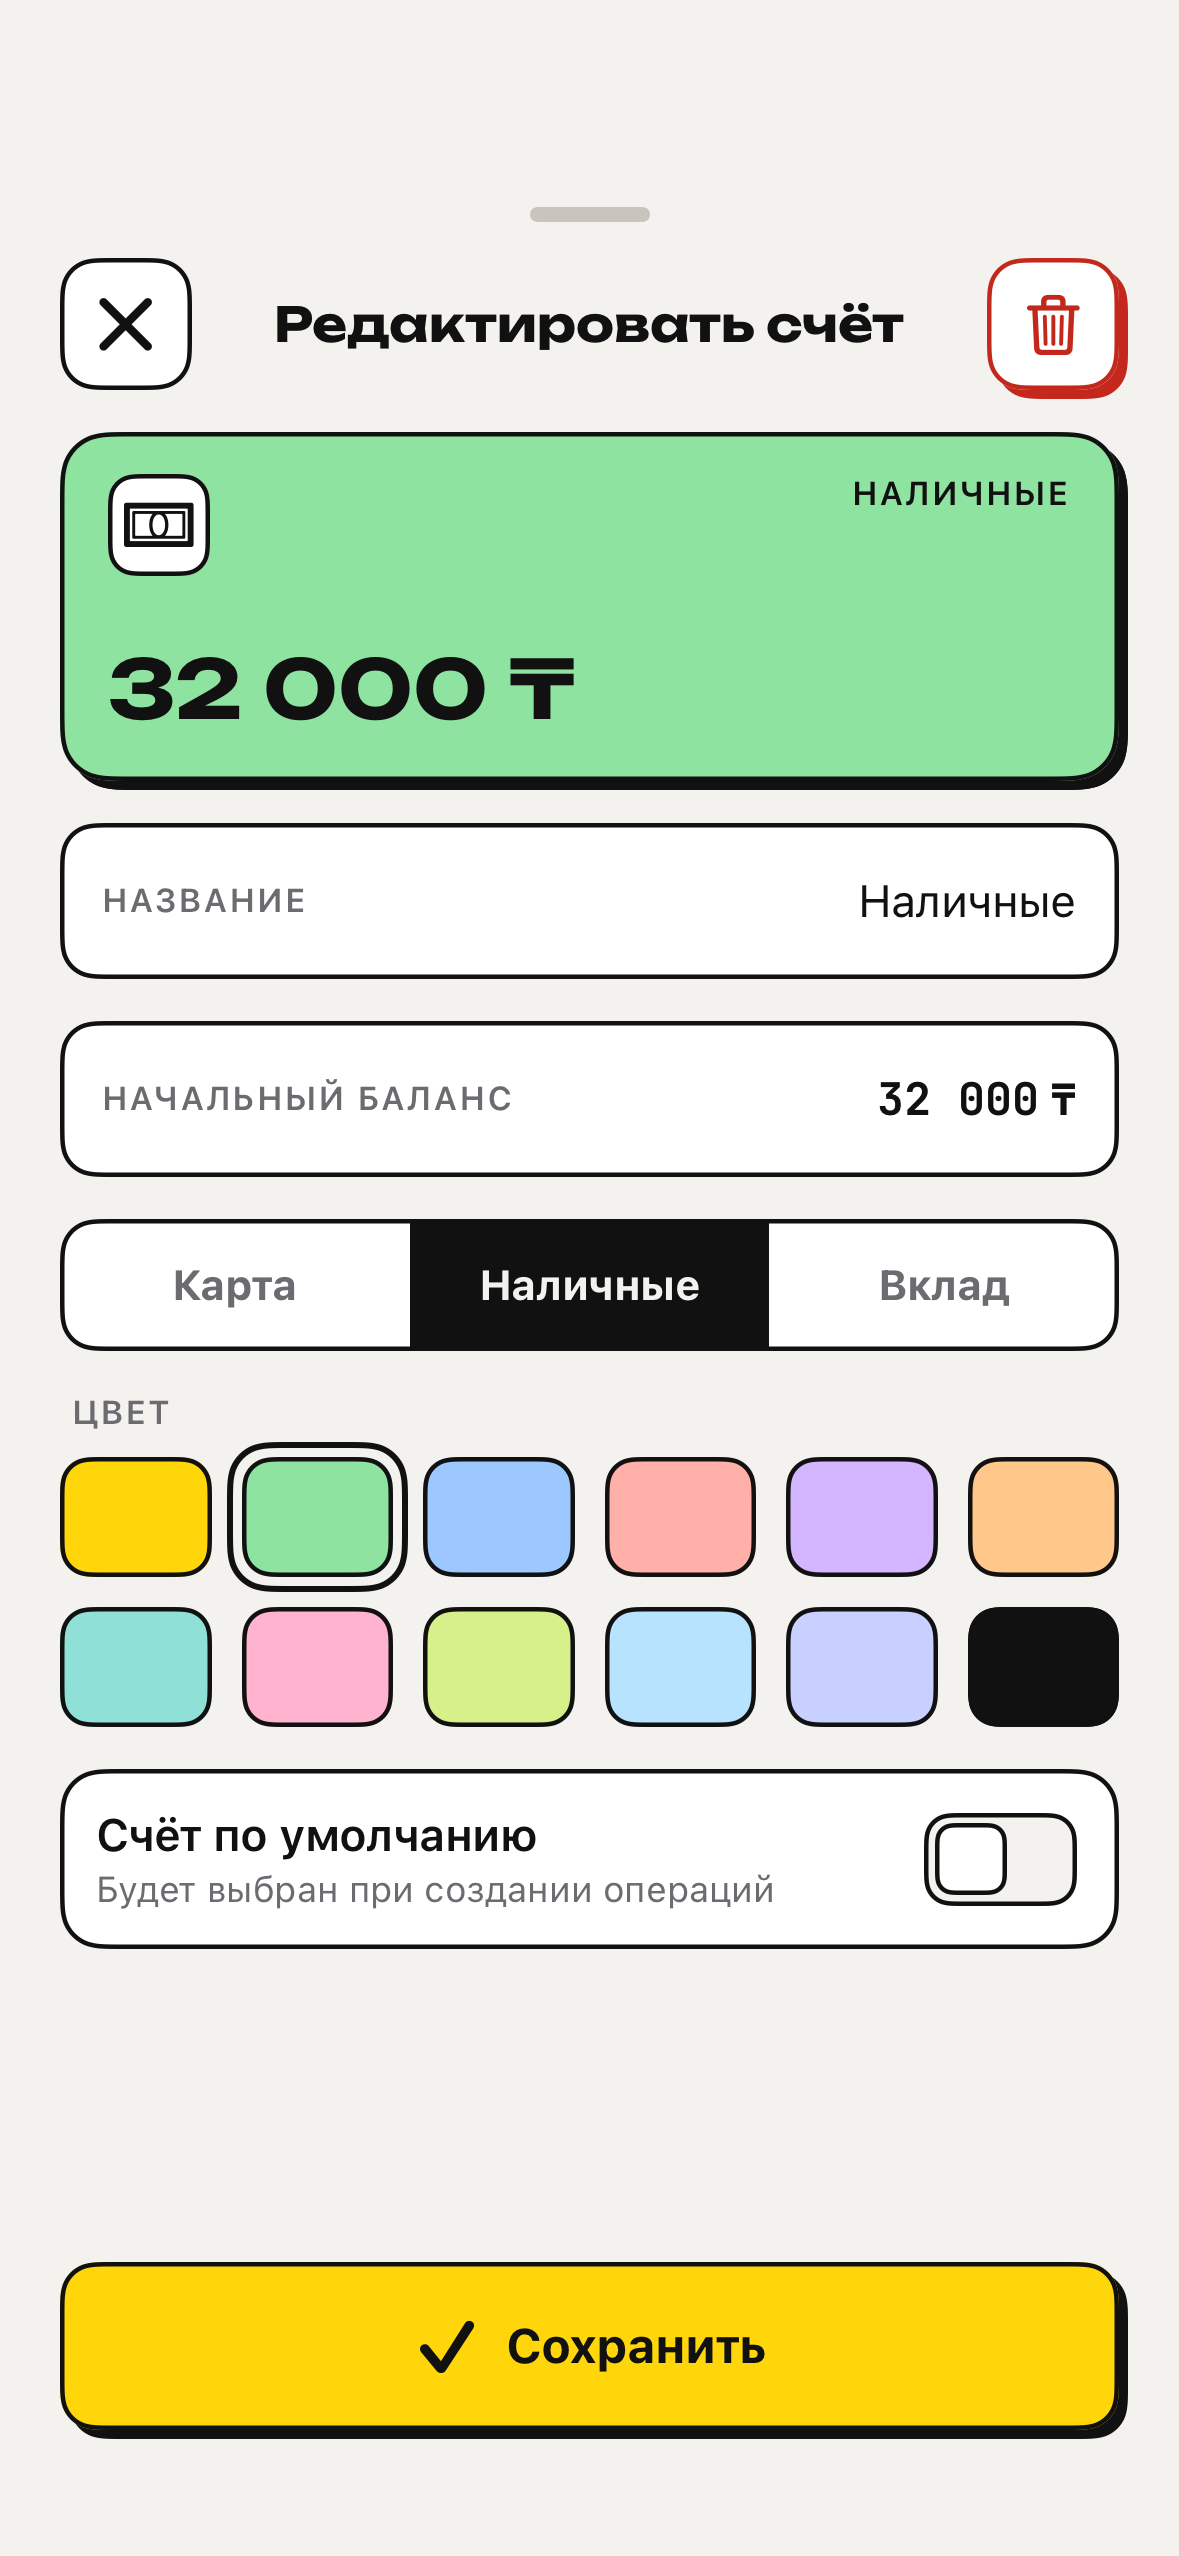 Редактировать счёт
НАЛИЧНЫЕ
32 000 ₸
НАЗВАНИЕ
Наличные
НАЧАЛЬНЫЙ БАЛАНС
32 000 ₸
Карта
Наличные
Вклад
ЦВЕТ
Счёт по умолчанию
Будет выбран при создании операций
Сохранить